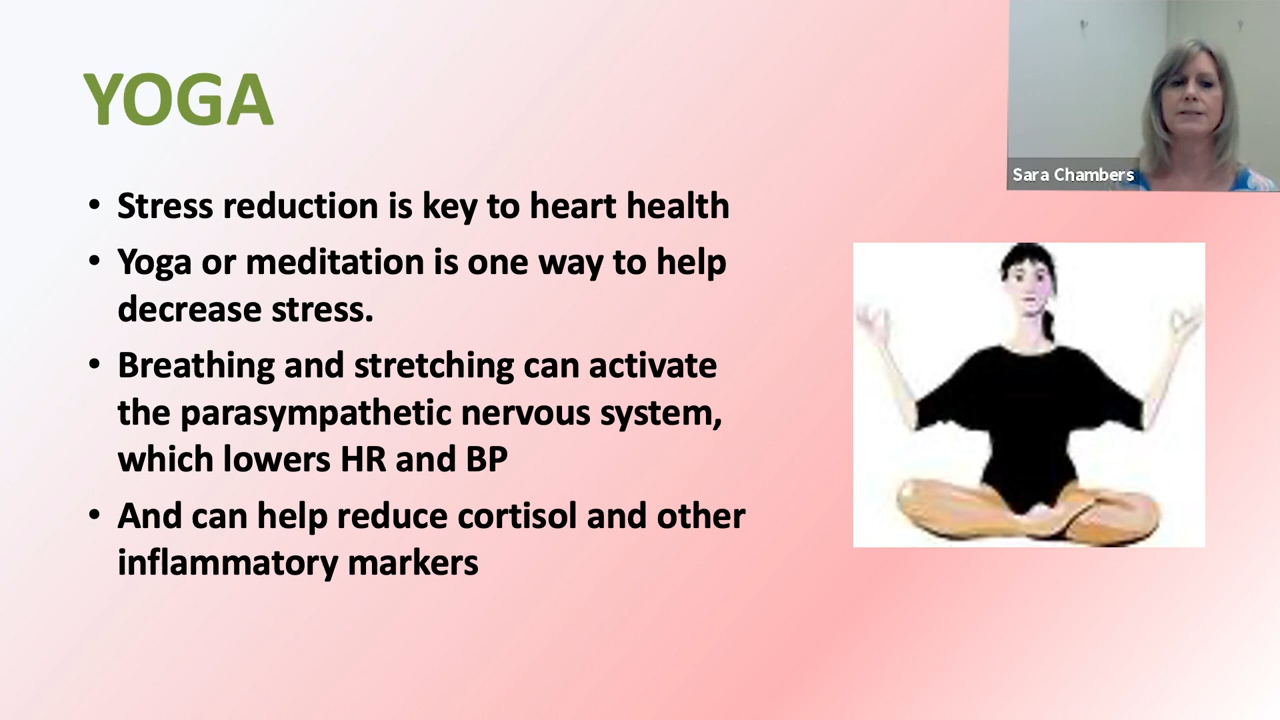 YOGA
Sara Chambers
• Stress reduction is key to heart health
• Yoga or meditation is one way to help
decrease stress.
• Breathing and stretching can activate
the parasympathetic nervous system,
which lowers HR and BP
• And can help reduce cortisol and other
inflammatory markers